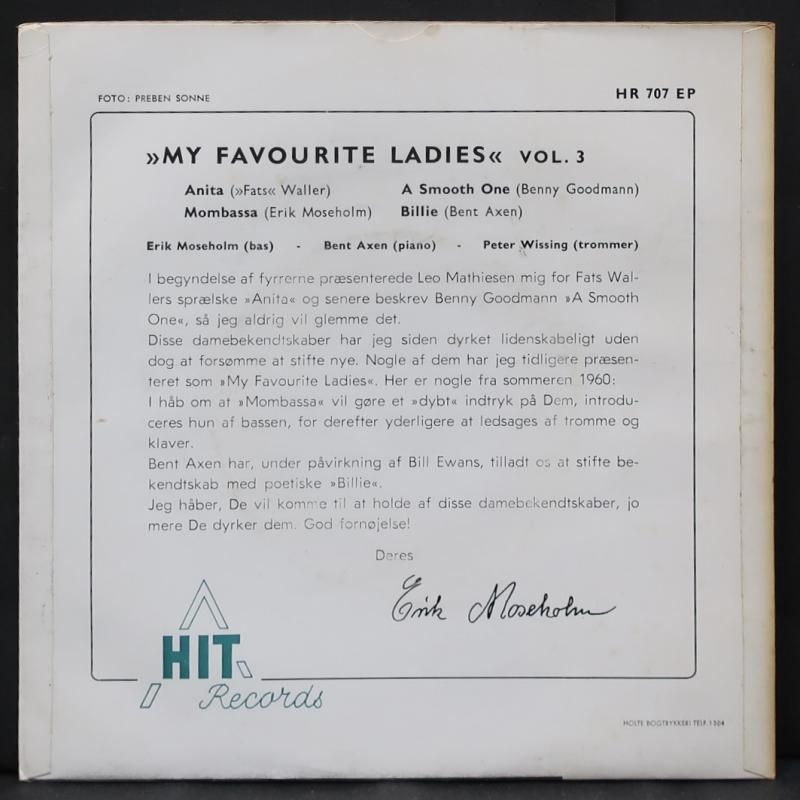 FOTO: PREBEN SONNE
HR 707 EP
»MY FAVOURITE LADIES« VOL. 3
Anita (»Fats« Waller)
A Smooth One (Benny Goodmann)
Mombassa (Erik Moseholm)
Billie (Bent Axen)
Erik Moseholm (bas) - Bent Axen (piano) - Peter Wissing (trommer)
I begyndelse af fyrrerne præsenterede Leo Mathiesen mig for Fats Wal-
lers sprælske »Anita« og senere beskrev Benny Goodmann »A Smooth
One«, så jeg aldrig vil glemme det.
Disse damebekendtskaber har jeg siden dyrket lidenskabeligt uden
dog at forsømme at stifte nye. Nogle af dem har jeg tidligere præsen-
teret som »My Favourite Ladies«. Her er nogle fra sommeren 1960:
I håb om at »Mombassa« vil gøre et »dybt« indtryk på Dem, introdu-
ceres hun af bassen, for derefter yderligere at ledsages af tromme og
klaver.
Bent Axen har, under påvirkning af Bill Ewans, tilladt os at stifte be-
kendtskab med poetiske »Billie«.
Jeg håber, De vil komme til at holde af disse damebekendtskaber, jo
mere De dyrker dem. God fornøjelse!
Deres
Erik Moseholm
HIT
Records
HOLTE BOGTRYKKERI TELF. 1304